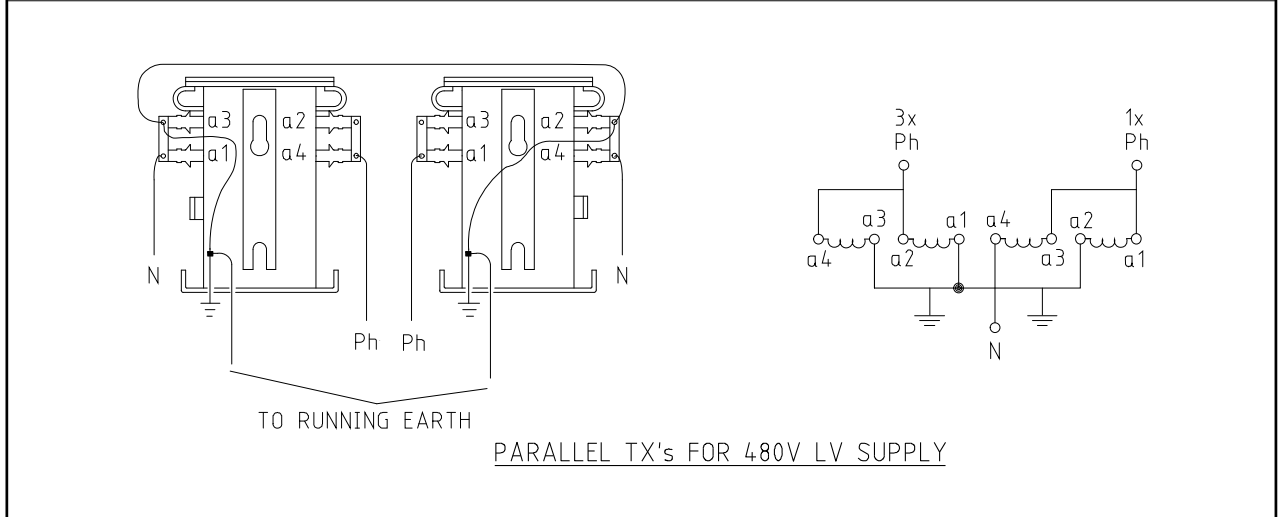 a3 a2 a3 a2
a1 a4 a1 a4
N Ph Ph N
TO RUNNING EARTH
3x
Ph
1x
Ph
a3 a1 a4 a2
a4 a2 a3 a1
N
PARALLEL TX's FOR 480V LV SUPPLY